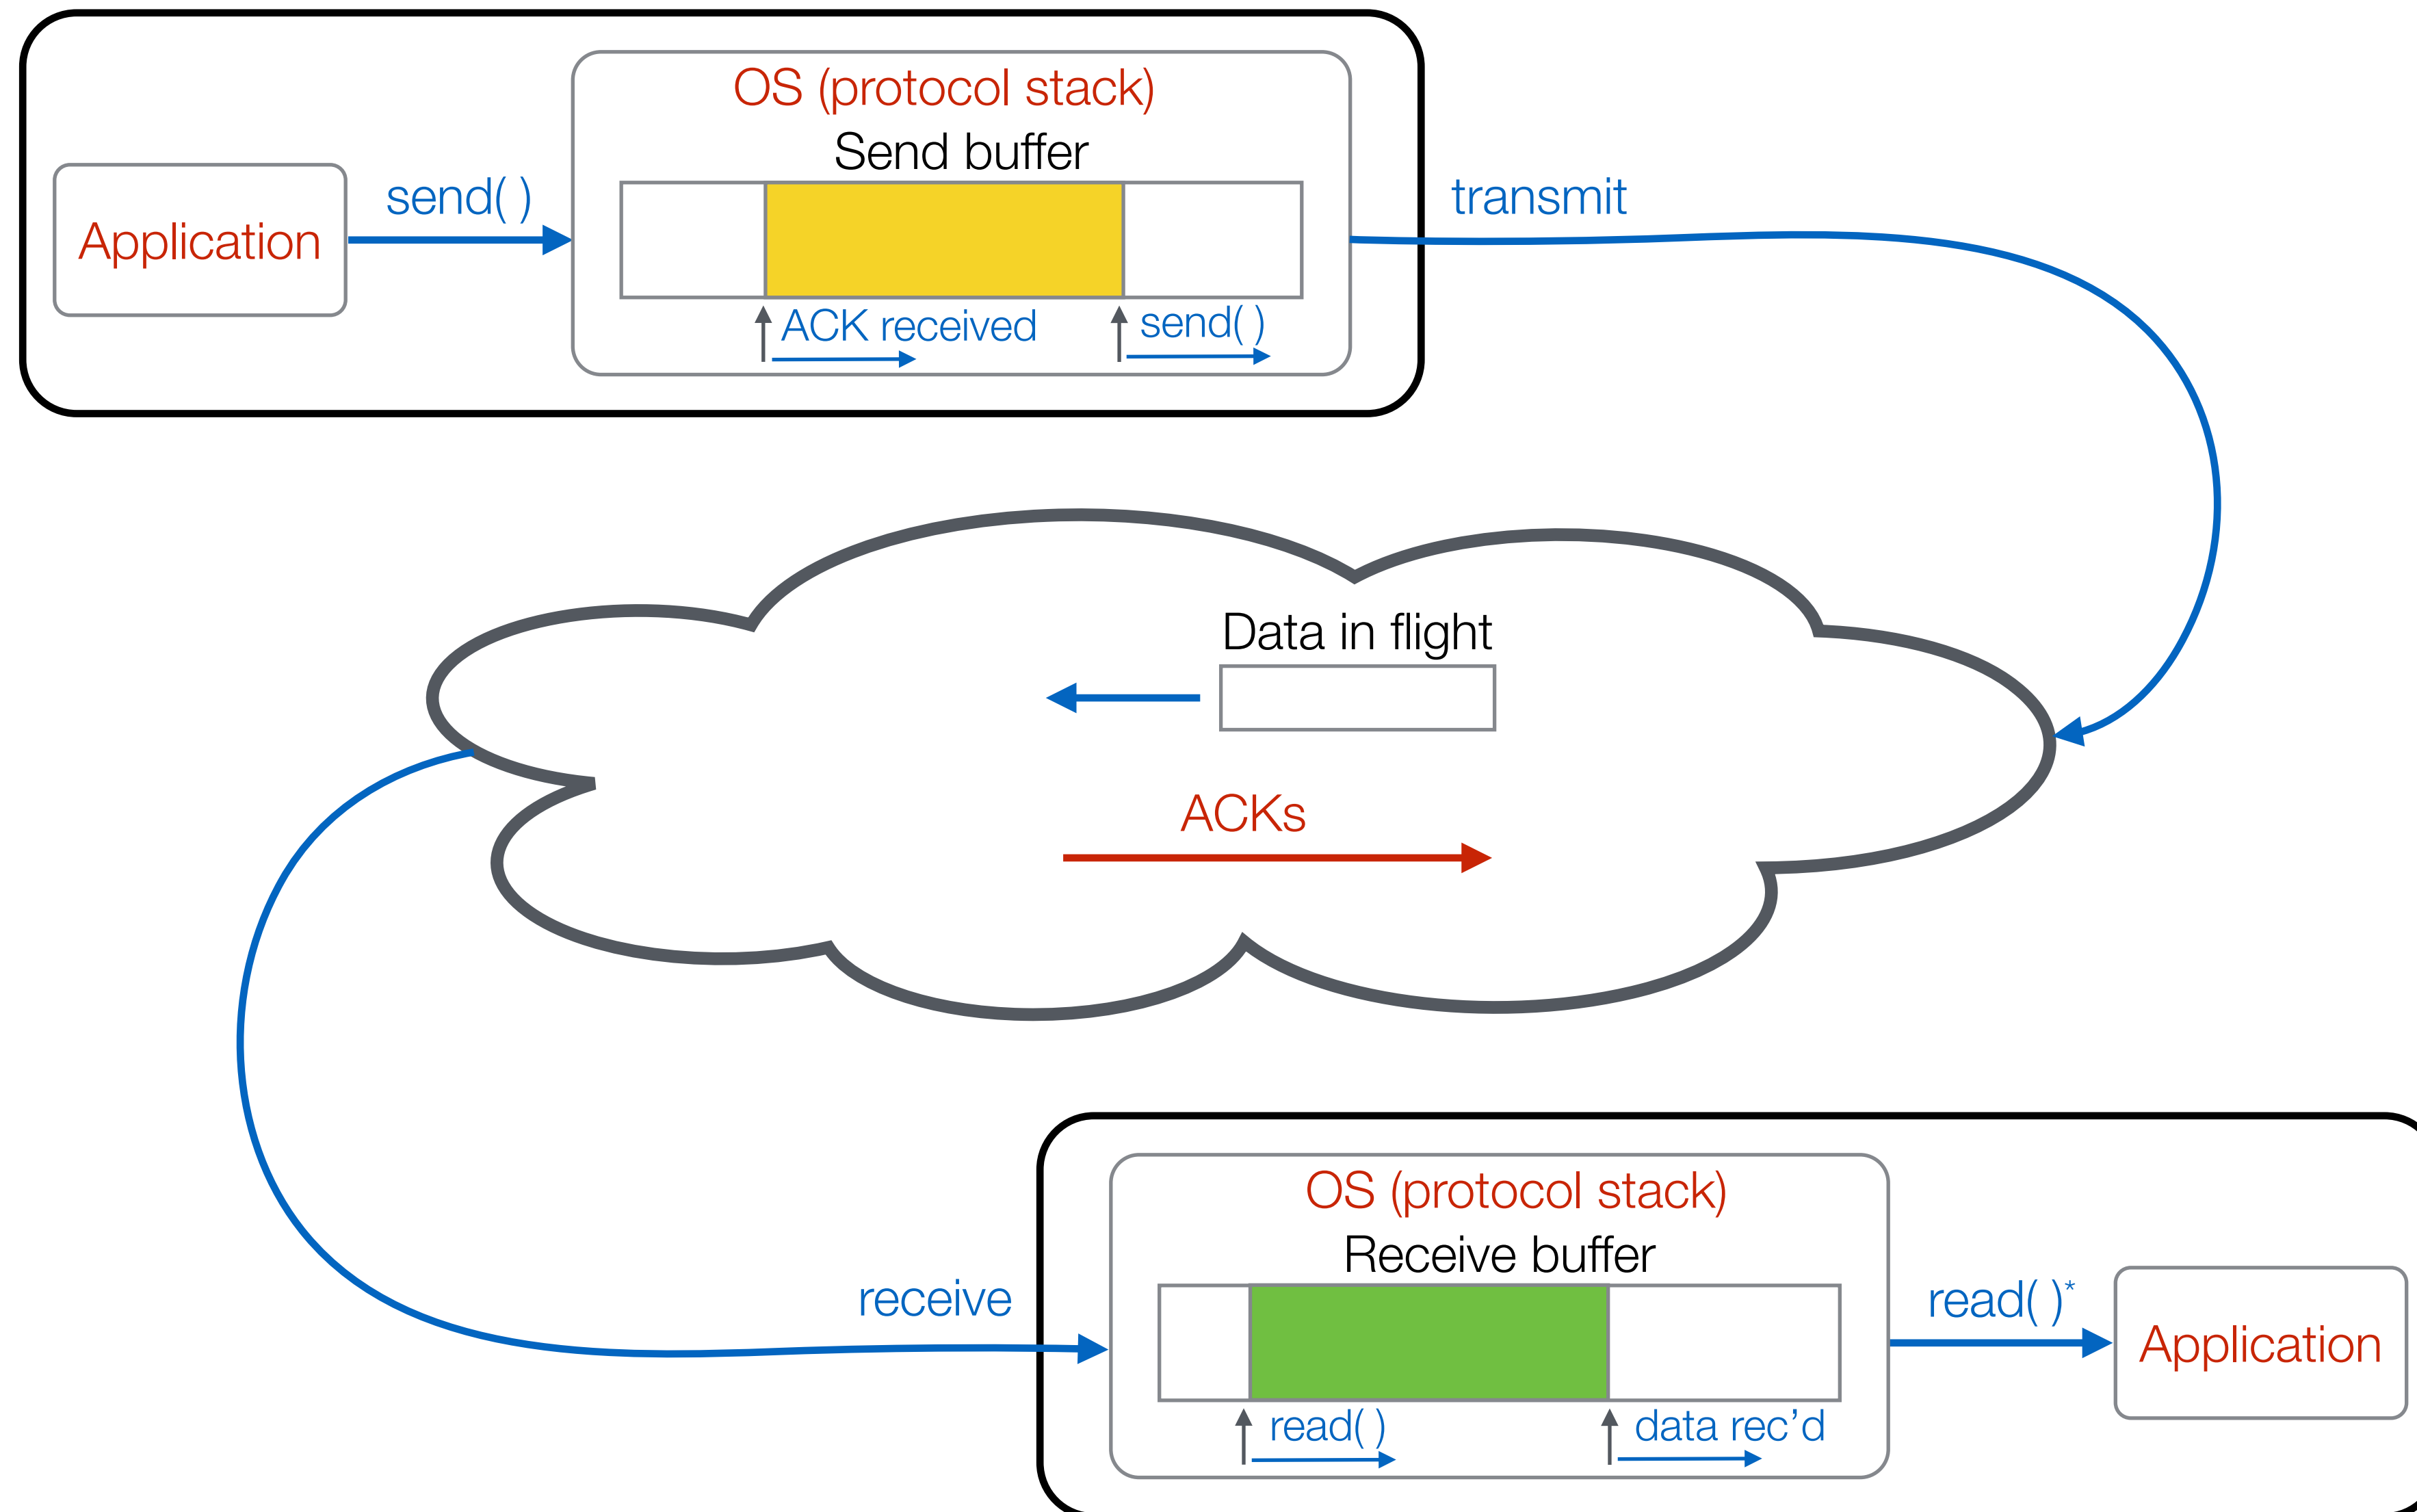 OS (protocol stack)
Send buffer
Application
send( )
transmit
ACK received
send( )
Data in flight
ACKs
OS (protocol stack)
Receive buffer
receive
read( )*
Application
read( )
data rec’d